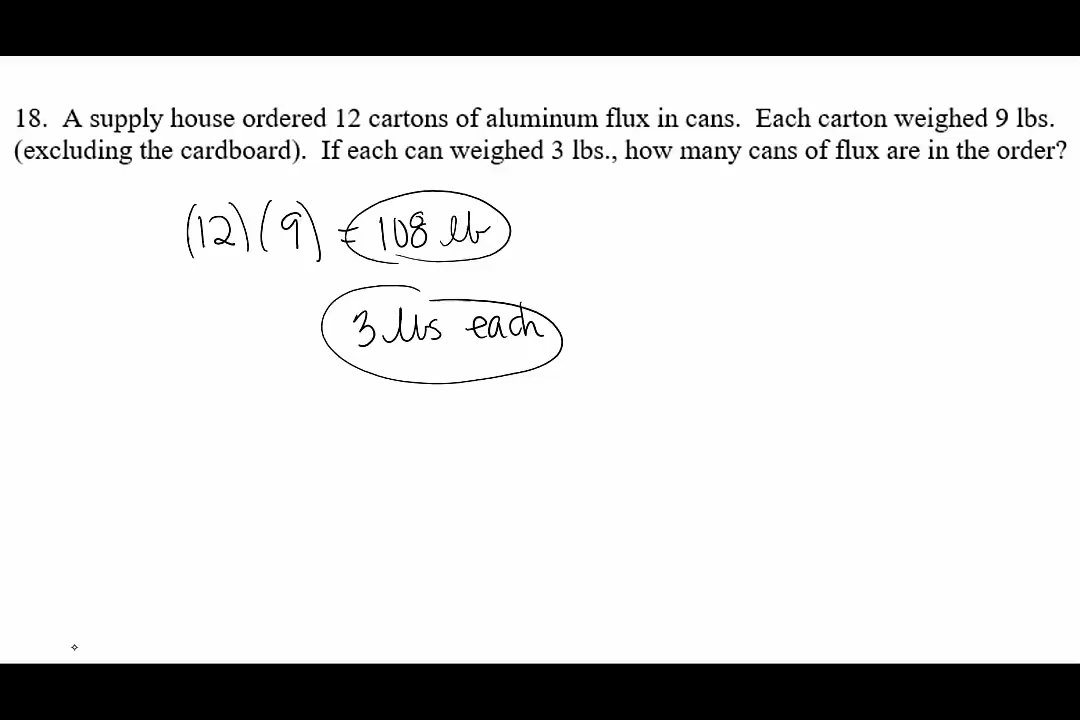 18. A supply house ordered 12 cartons of aluminum flux in cans. Each carton weighed 9 lbs.
(excluding the cardboard). If each can weighed 3 lbs., how many cans of flux are in the order?
(12)(9) = 108 lb
3 lbs each